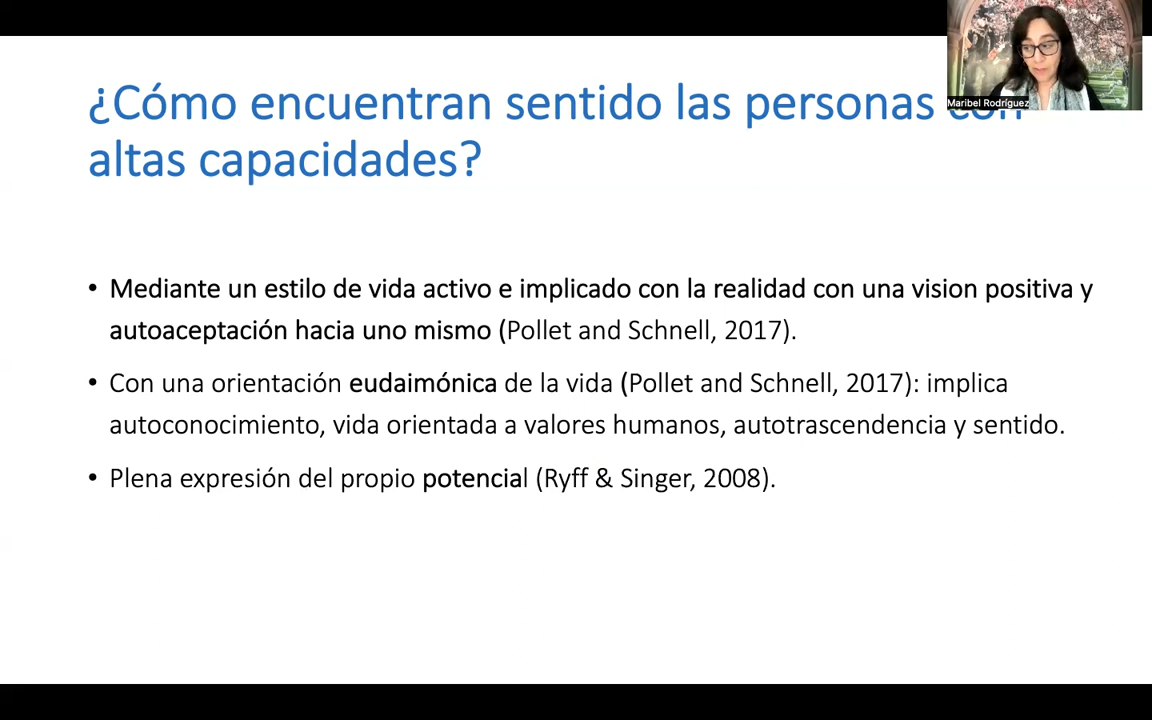 ¿Cómo encuentran sentido las personas con
altas capacidades?
Maribel Rodríguez
• Mediante un estilo de vida activo e implicado con la realidad con una vision positiva y
autoaceptación hacia uno mismo (Pollet and Schnell, 2017).
• Con una orientación eudaimónica de la vida (Pollet and Schnell, 2017): implica
autoconocimiento, vida orientada a valores humanos, autotrascendencia y sentido.
• Plena expresión del propio potencial (Ryff & Singer, 2008).